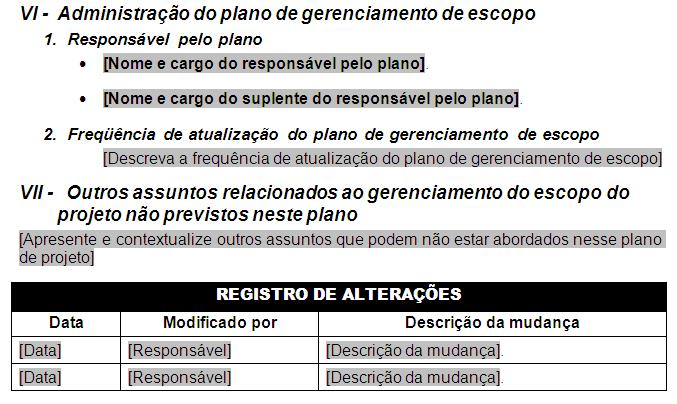 VI - Administração do plano de gerenciamento de escopo
1. Responsável pelo plano
• [Nome e cargo do responsável pelo plano].
• [Nome e cargo do suplente do responsável pelo plano].
2. Freqüência de atualização do plano de gerenciamento de escopo
[Descreva a frequência de atualização do plano de gerenciamento de escopo]
VII - Outros assuntos relacionados ao gerenciamento do escopo do
projeto não previstos neste plano
[Apresente e contextualize outros assuntos que podem não estar abordados nesse plano
de projeto]
REGISTRO DE ALTERAÇÕES
Data Modificado por Descrição da mudança
[Data] [Responsável] [Descrição da mudança].
[Data] [Responsável] [Descrição da mudança].